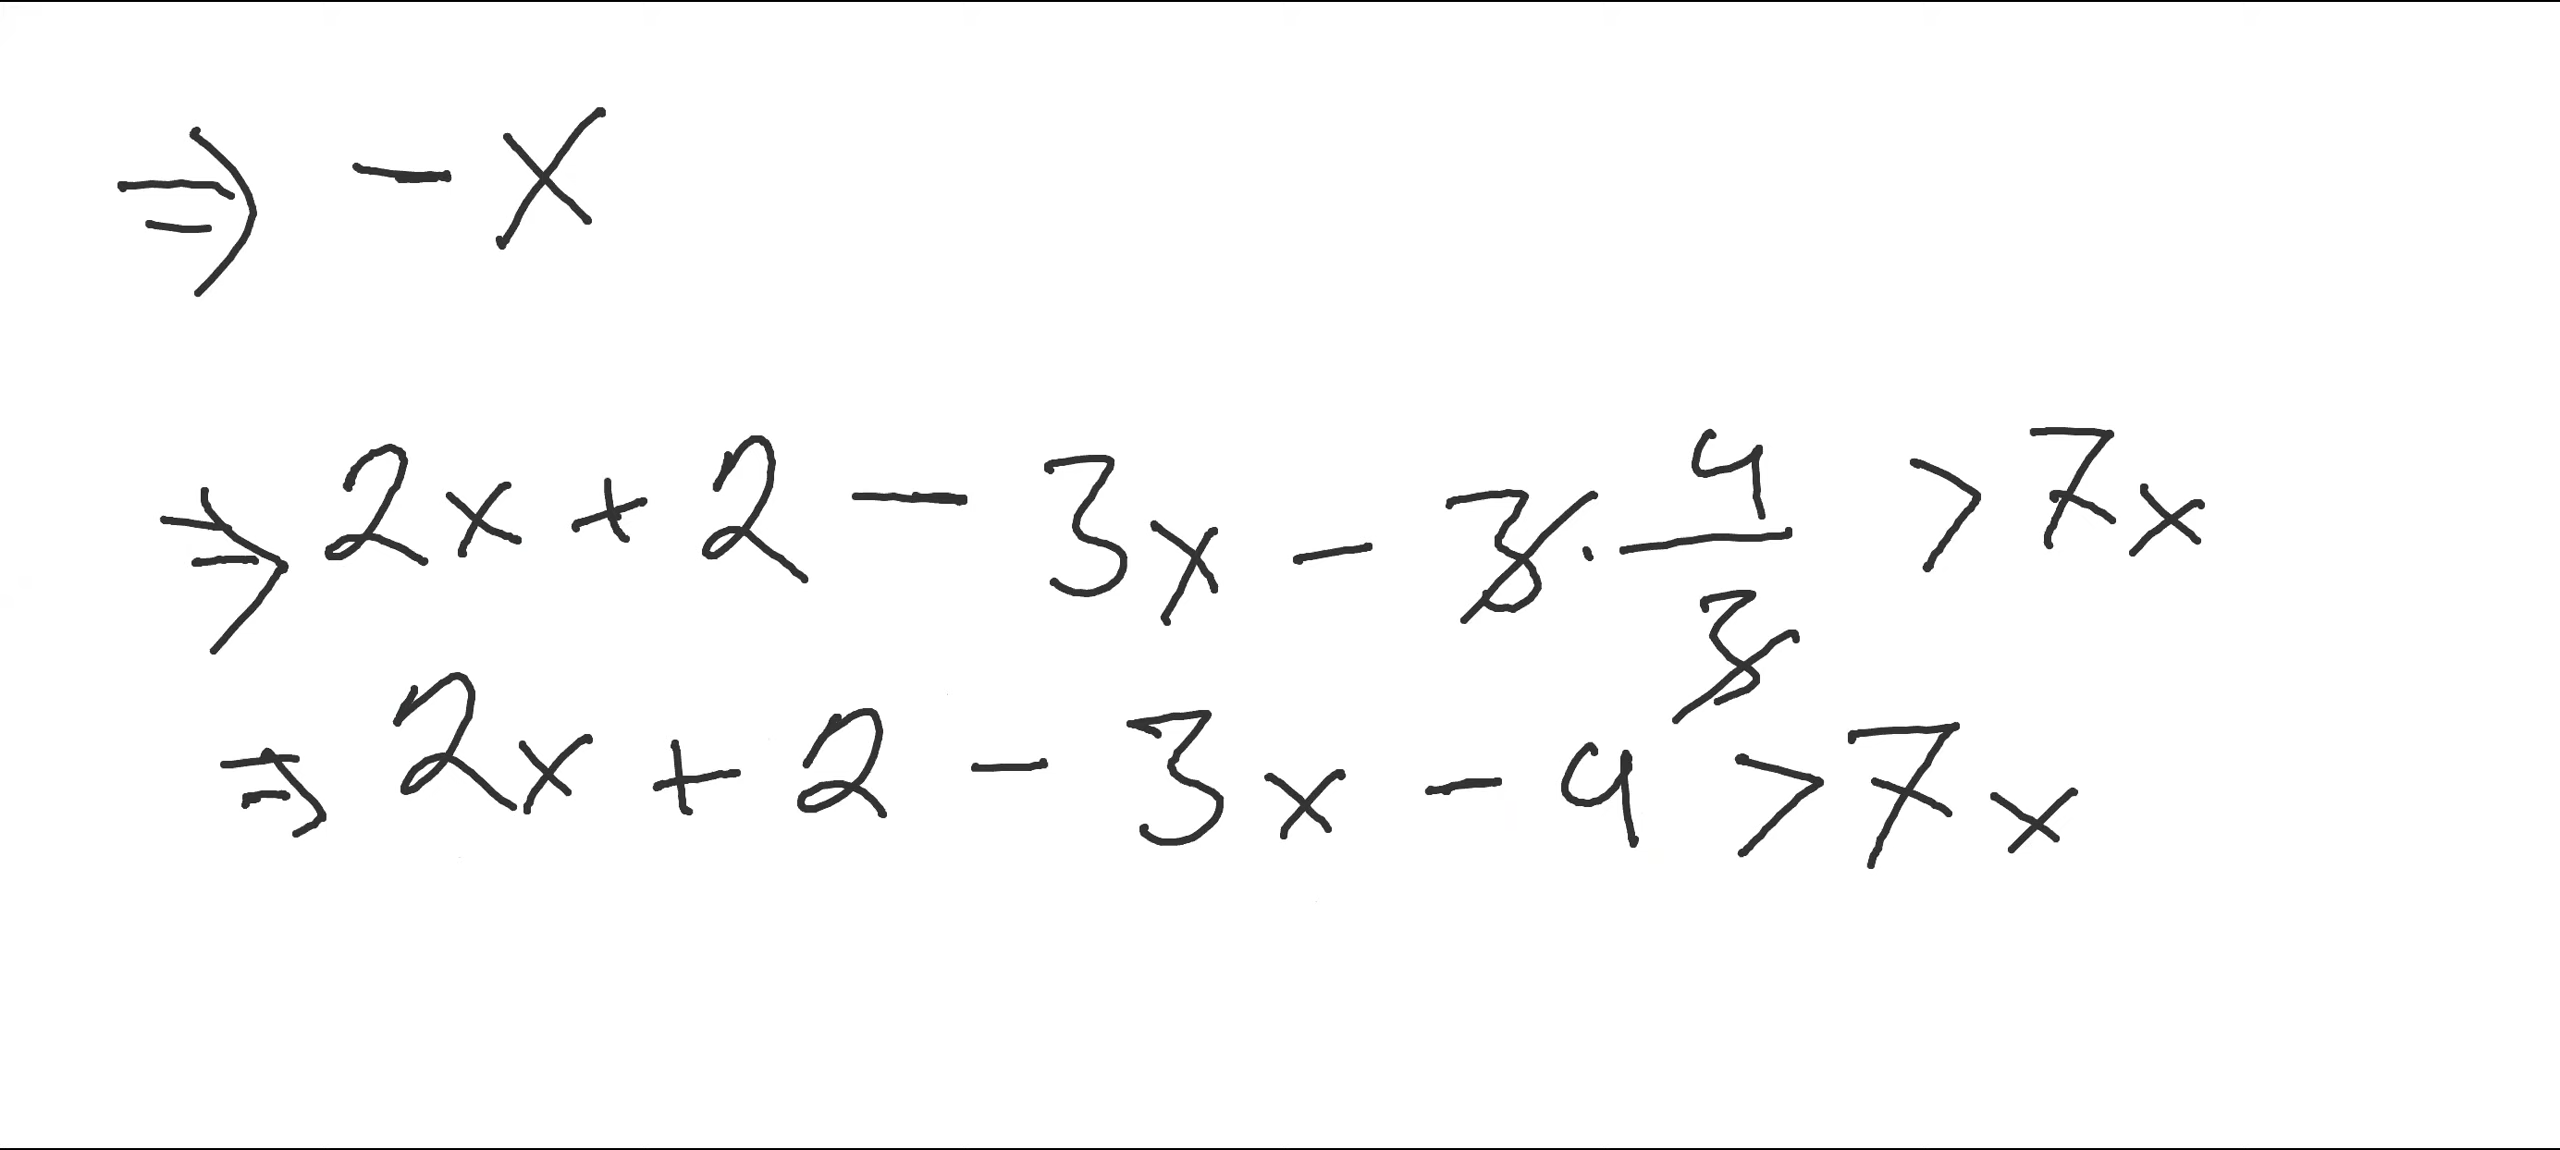 ⇒ - x
⇒ 2x + 2 - 3x - 3 · 4/3 > 7x
⇒ 2x + 2 - 3x - 4 > 7x